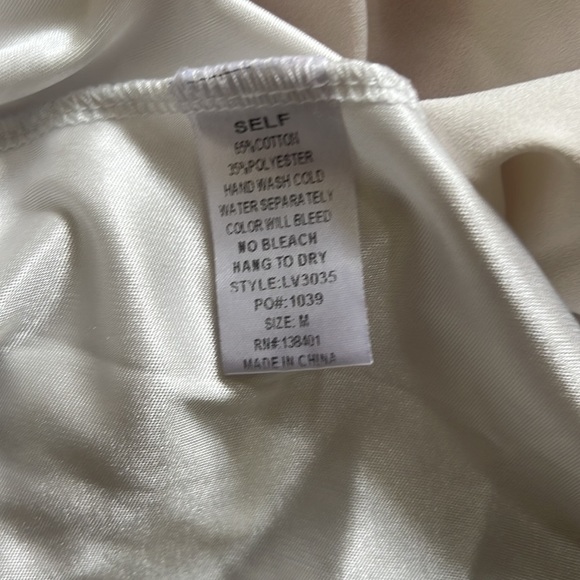 SELF
65%COTTON
35%POLYESTER
HAND WASH COLD
WATER SEPARATELY
COLOR WILL BLEED
NO BLEACH
HANG TO DRY
STYLE:LV3035
PO#:1039
SIZE: M
RN#:138401
MADE IN CHINA